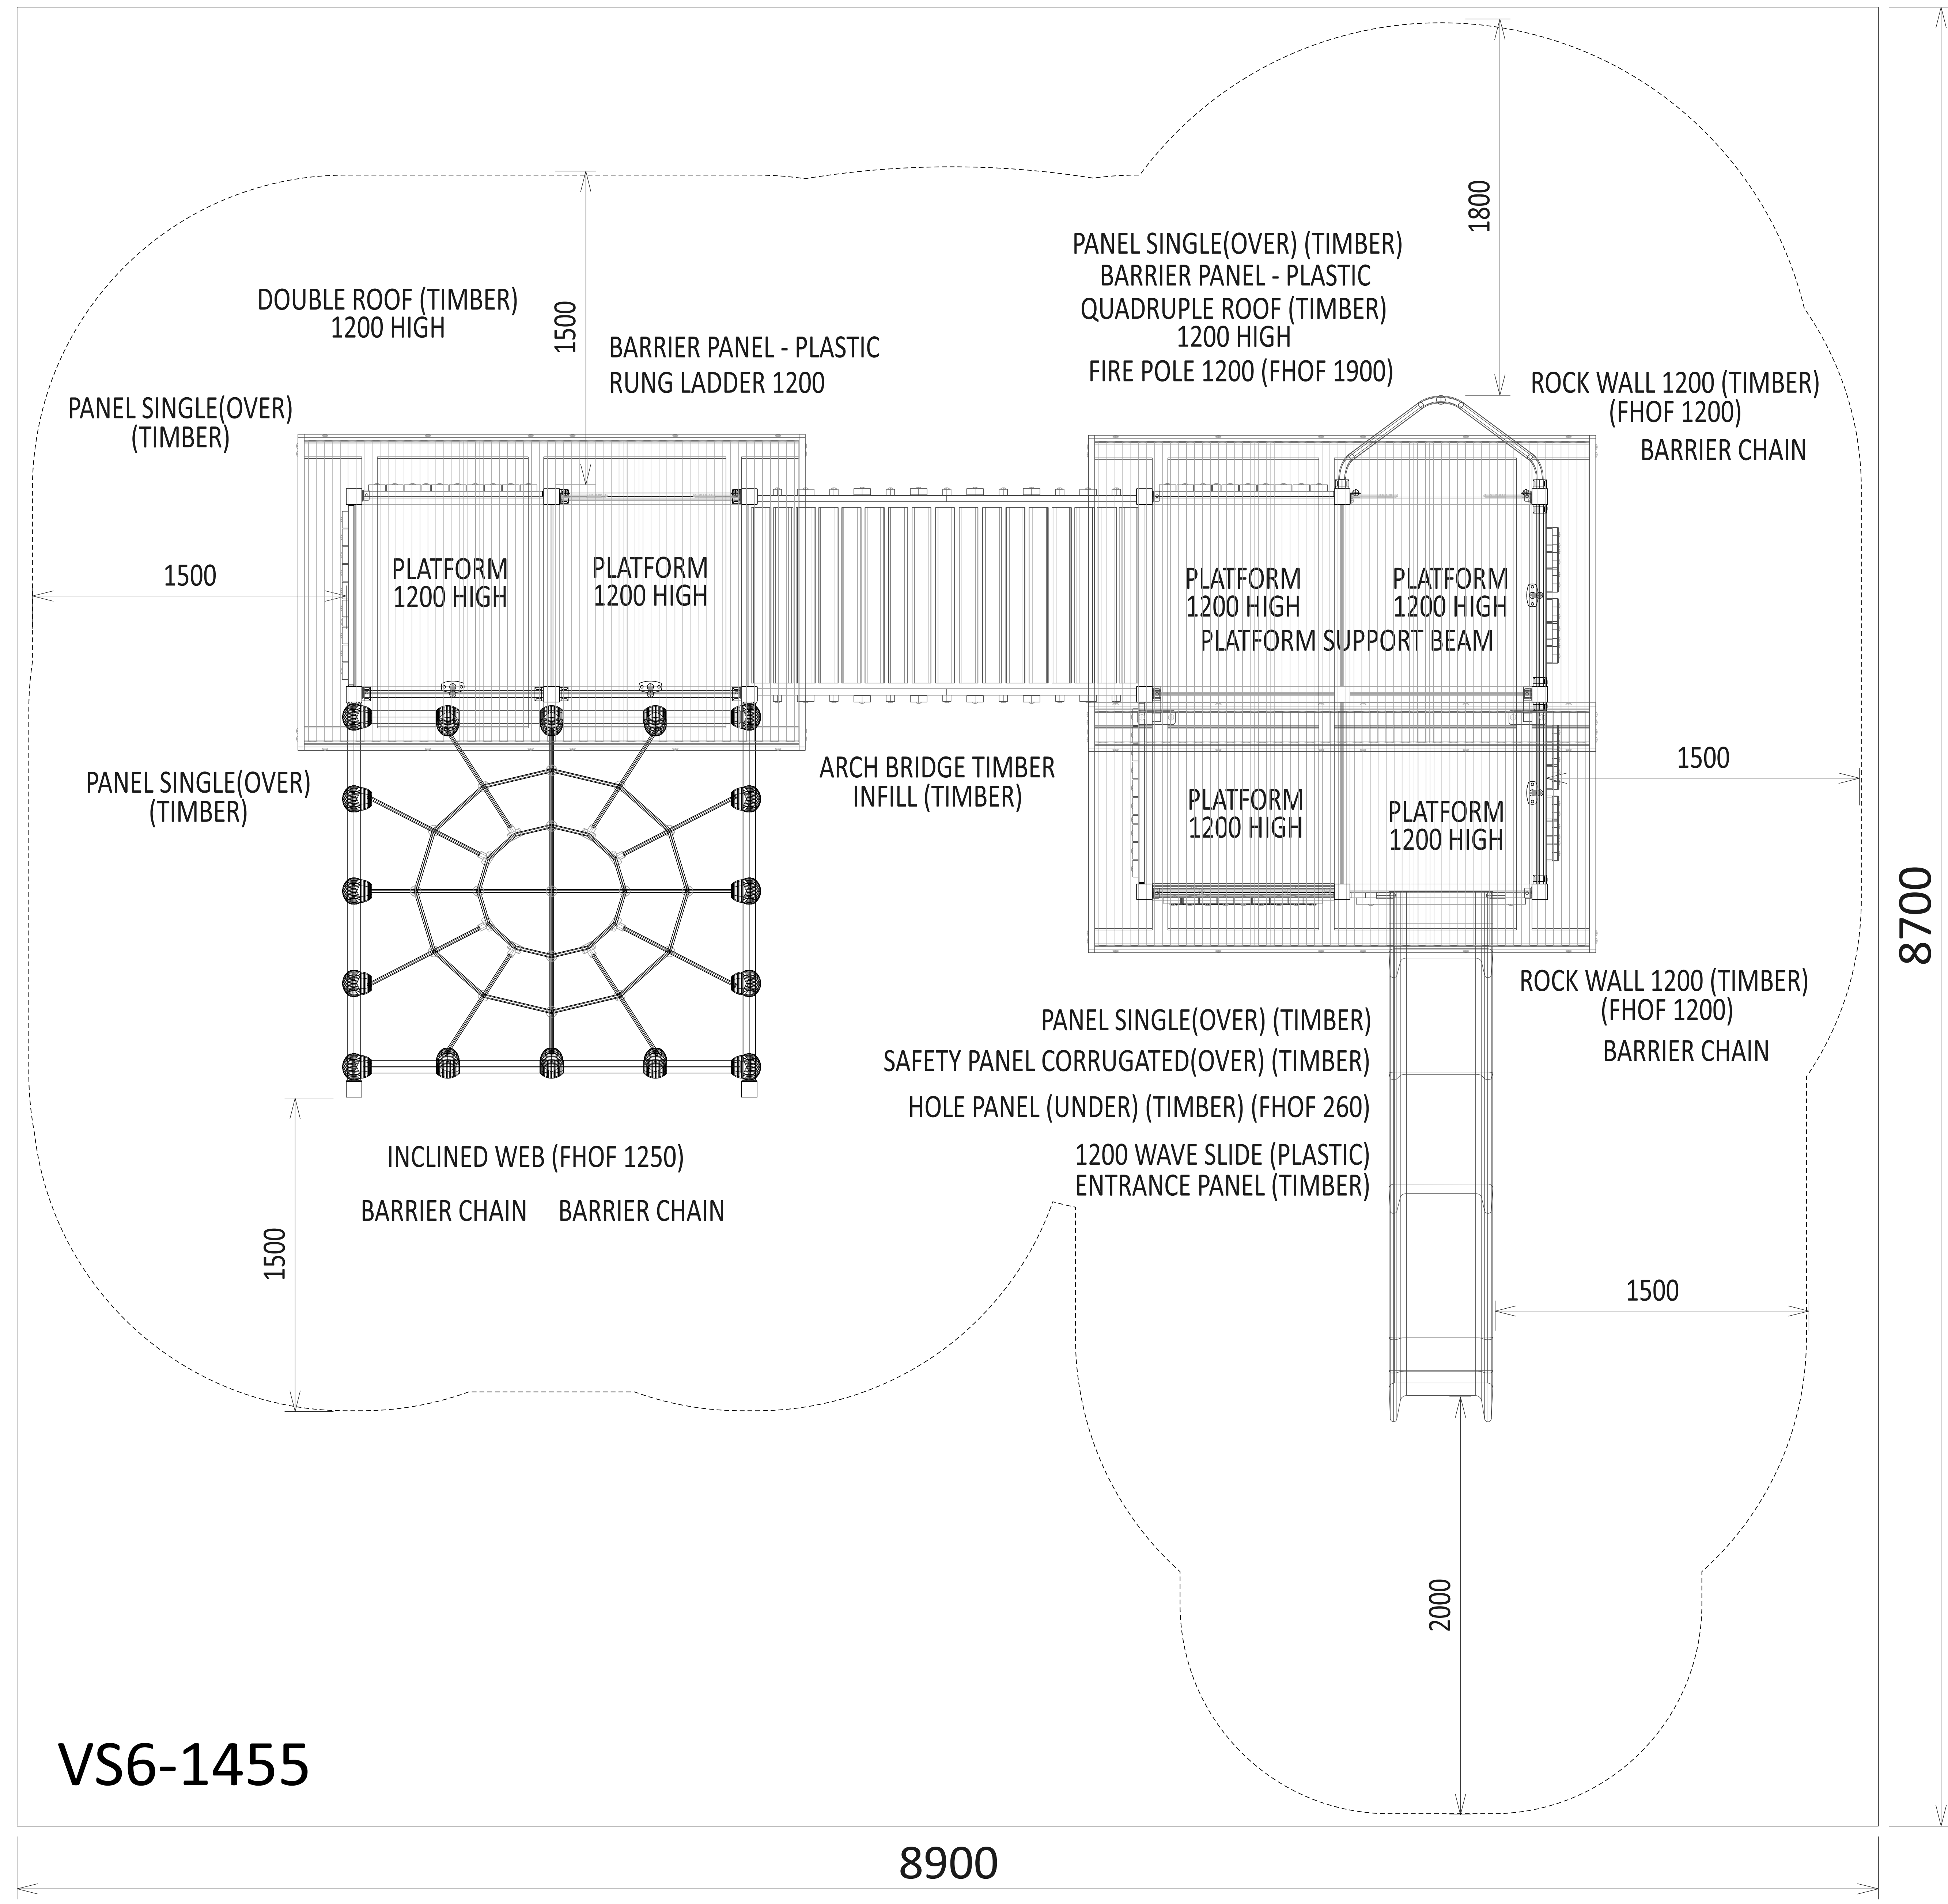 1800
PANEL SINGLE(OVER) (TIMBER)
BARRIER PANEL - PLASTIC
QUADRUPLE ROOF (TIMBER)
1200 HIGH
FIRE POLE 1200 (FHOF 1900)
DOUBLE ROOF (TIMBER)
1200 HIGH
1500
BARRIER PANEL - PLASTIC
RUNG LADDER 1200
ROCK WALL 1200 (TIMBER)
(FHOF 1200)
BARRIER CHAIN
PANEL SINGLE(OVER)
(TIMBER)
1500
PLATFORM
1200 HIGH
PLATFORM
1200 HIGH
PLATFORM
1200 HIGH
PLATFORM
1200 HIGH
PLATFORM SUPPORT BEAM
PANEL SINGLE(OVER)
(TIMBER)
ARCH BRIDGE TIMBER
INFILL (TIMBER)
PLATFORM
1200 HIGH
PLATFORM
1200 HIGH
1500
8700
ROCK WALL 1200 (TIMBER)
(FHOF 1200)
BARRIER CHAIN
PANEL SINGLE(OVER) (TIMBER)
SAFETY PANEL CORRUGATED(OVER) (TIMBER)
HOLE PANEL (UNDER) (TIMBER) (FHOF 260)
1200 WAVE SLIDE (PLASTIC)
ENTRANCE PANEL (TIMBER)
INCLINED WEB (FHOF 1250)
BARRIER CHAIN BARRIER CHAIN
1500
1500
2000
VS6-1455
8900